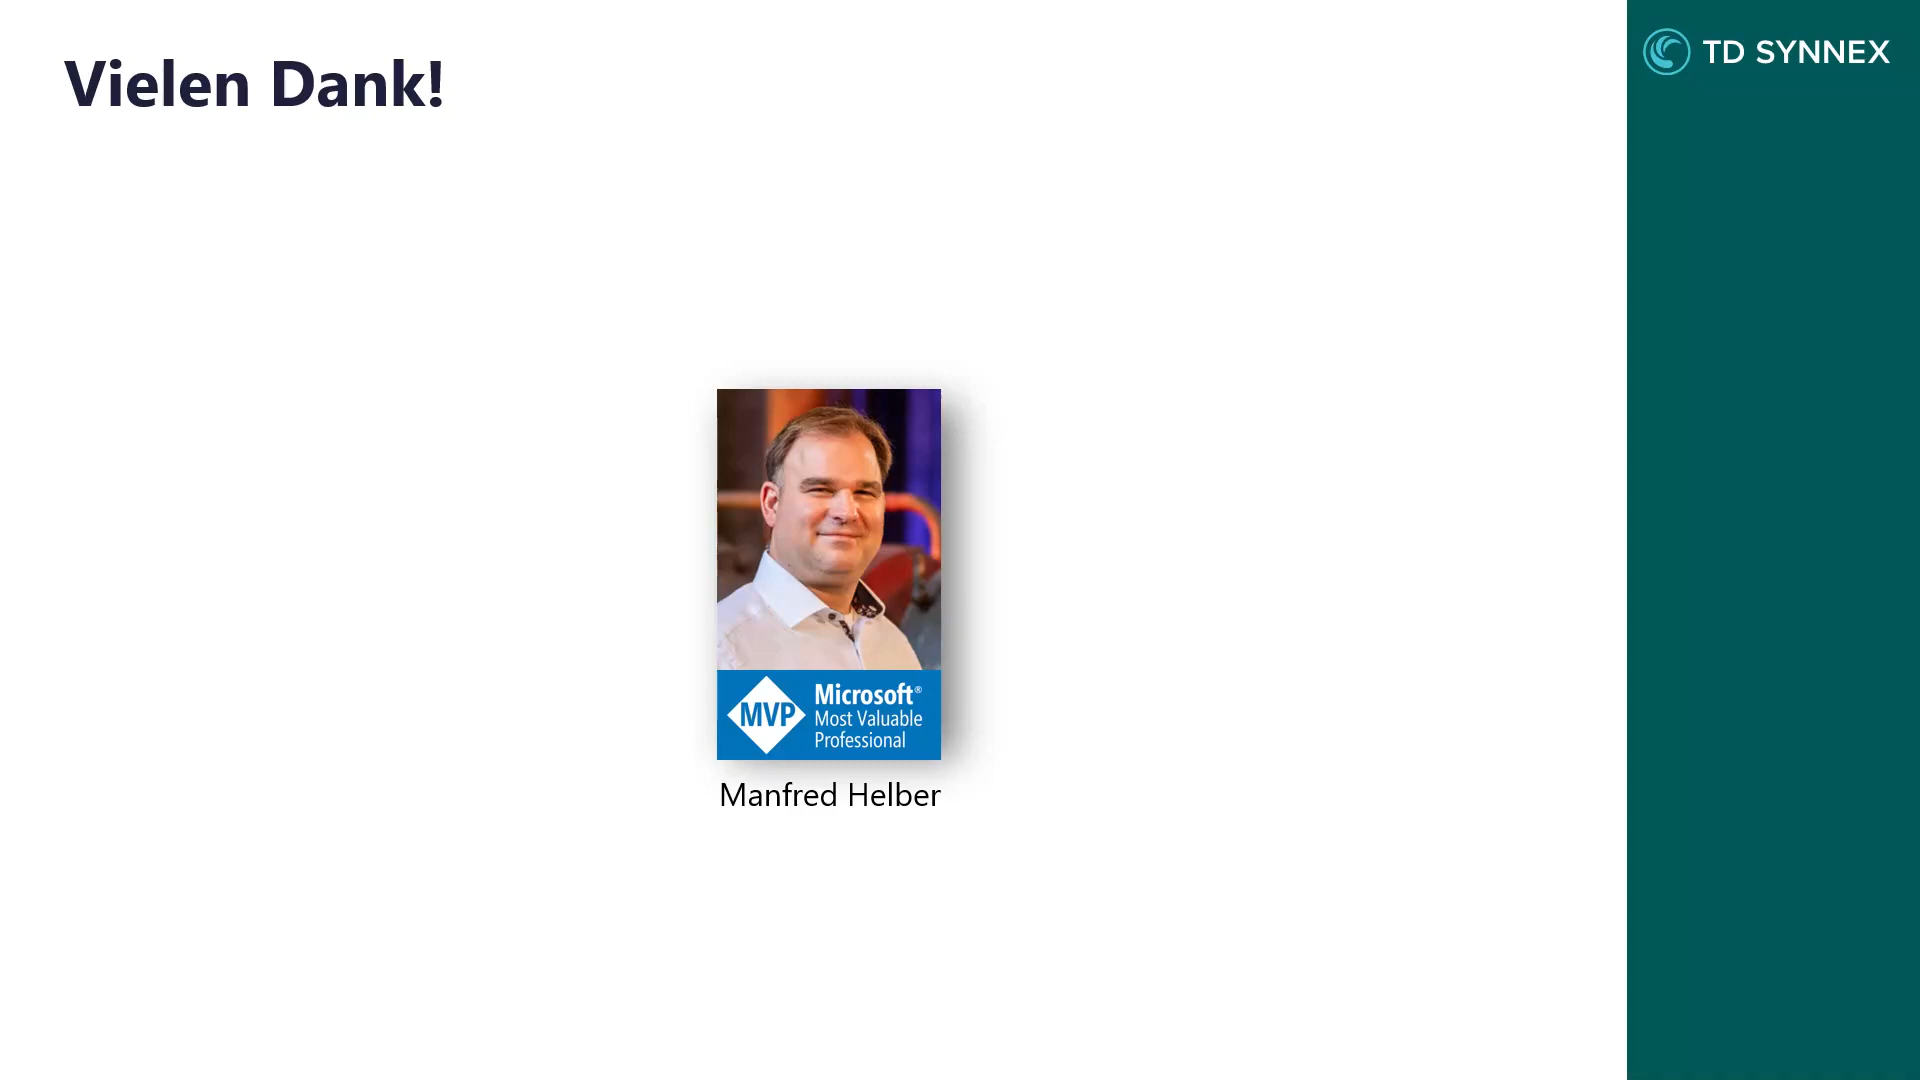 Vielen Dank!
TD SYNNEX
MVP
Microsoft®
Most Valuable
Professional
Manfred Helber